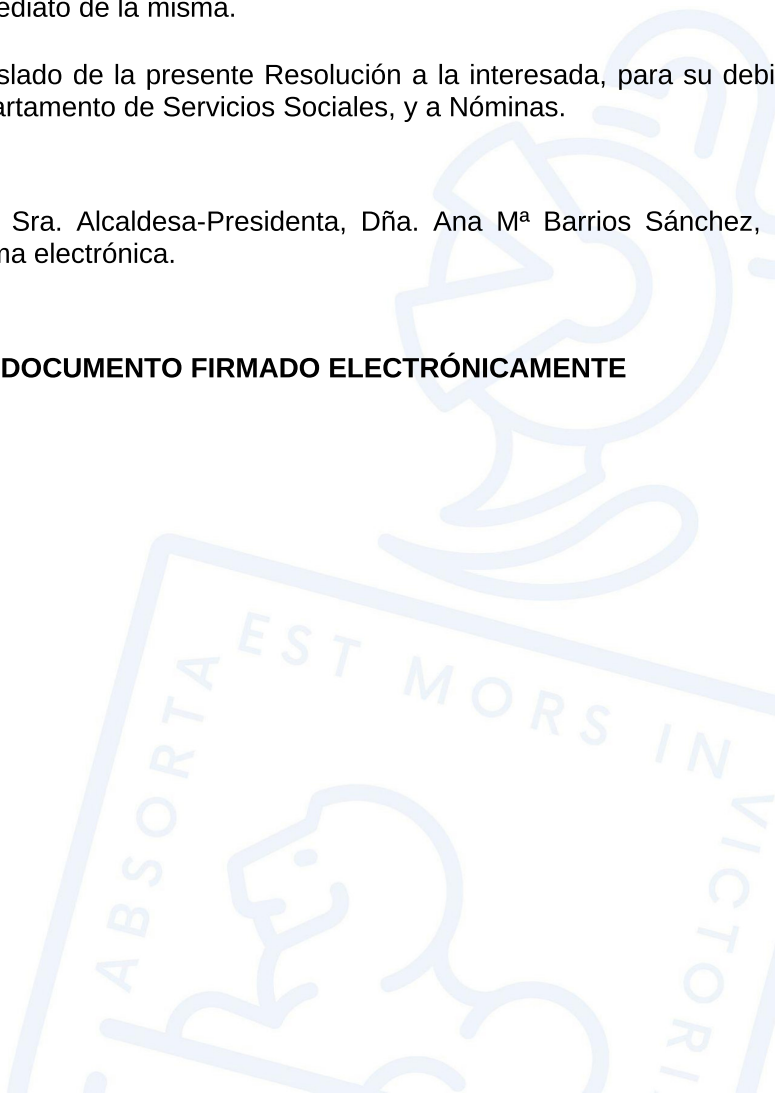 ediato de la misma.
slado de la presente Resolución a la interesada, para su debi
artamento de Servicios Sociales, y a Nóminas.
Sra. Alcaldesa-Presidenta, Dña. Ana Mª Barrios Sánchez,
ma electrónica.
DOCUMENTO FIRMADO ELECTRÓNICAMENTE
ABSORTA EST MORS IN VICTORI